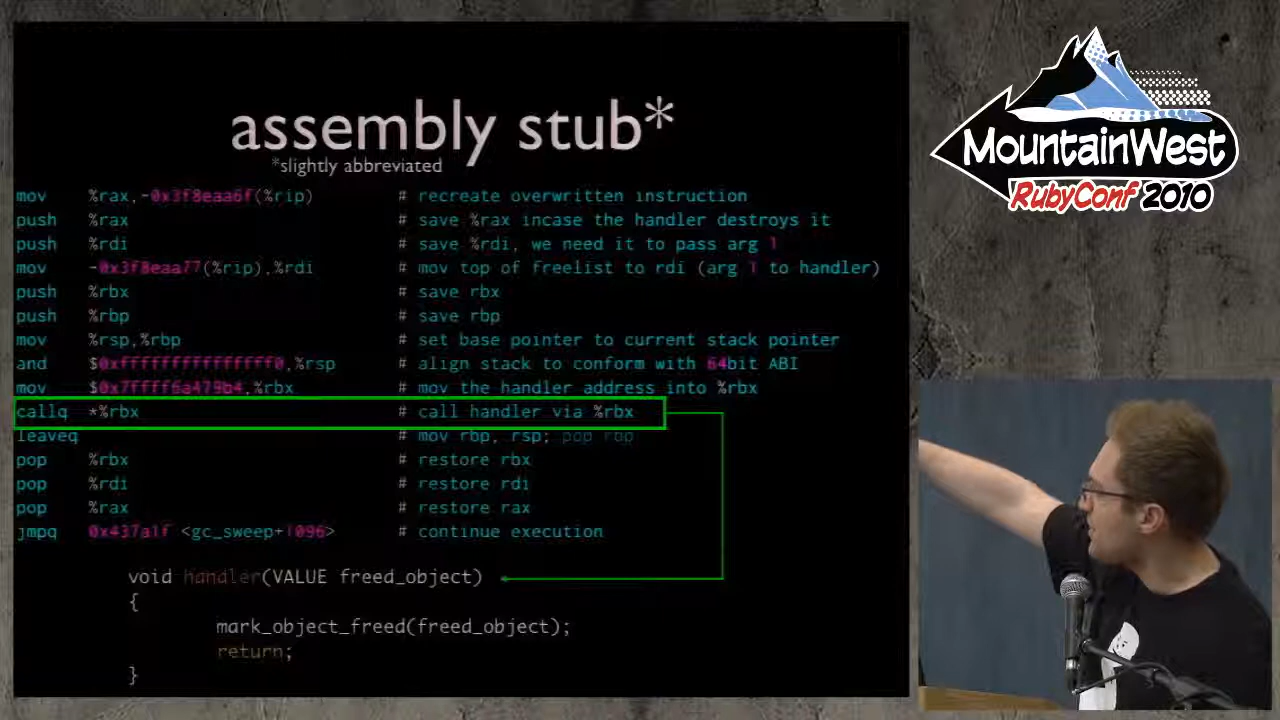 assembly stub*
*slightly abbreviated
mov %rax,-0x3f8eaa6f(%rip) # recreate overwritten instruction
push %rax # save %rax incase the handler destroys it
push %rdi # save %rdi, we need it to pass arg 1
mov -0x3f8eaa77(%rip),%rdi # mov top of freelist to rdi (arg 1 to handler)
push %rbx # save rbx
push %rbp # save rbp
mov %rsp,%rbp # set base pointer to current stack pointer
and $0xfffffffffffffff0,%rsp # align stack to conform with 64bit ABI
mov $0x7ffff6a479b4,%rbx # mov the handler address into %rbx
callq *%rbx # call handler via %rbx
leaveq # mov rbp, rsp; pop rbp
pop %rbx # restore rbx
pop %rdi # restore rdi
pop %rax # restore rax
jmpq 0x437a1f <gc_sweep+1096> # continue execution
void handler(VALUE freed_object)
{
mark_object_freed(freed_object);
return;
}
MountainWest
RubyConf 2010